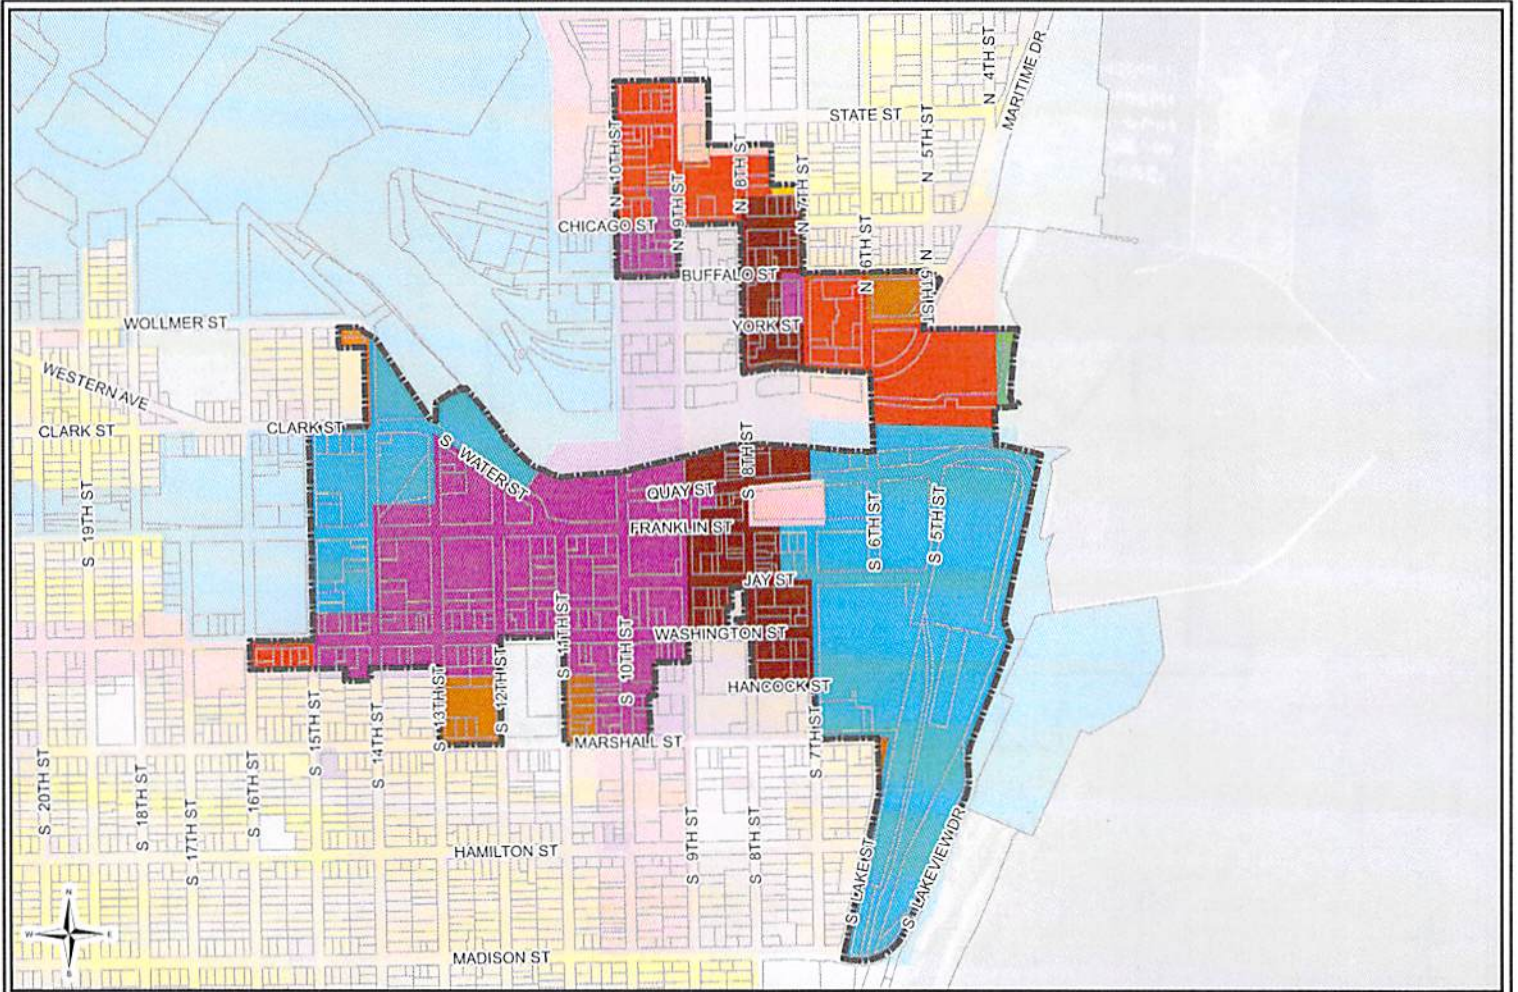 N 4TH ST
MARITIME DR
STATE ST
N 5TH ST
N 10TH ST
N 8TH ST
N 7TH ST
N 9TH ST
CHICAGO ST
N 6TH ST
N 5TH ST
BUFFALO ST
WOLLMER ST
YORK ST
WESTERN AVE
CLARK ST
CLARK ST
S WATER ST
S 8TH ST
QUAY ST
S 19TH ST
FRANKLIN ST
S 6TH ST
S 5TH ST
JAY ST
S 11TH ST
WASHINGTON ST
S 10TH ST
HANCOCK ST
S 13TH ST
S 12TH ST
S 15TH ST
S 14TH ST
MARSHALL ST
S 7TH ST
S 20TH ST
S 18TH ST
S 17TH ST
S 16TH ST
S 9TH ST
S 8TH ST
HAMILTON ST
S LAKE ST
S LAKEVIEW DR
N
W E
S
MADISON ST